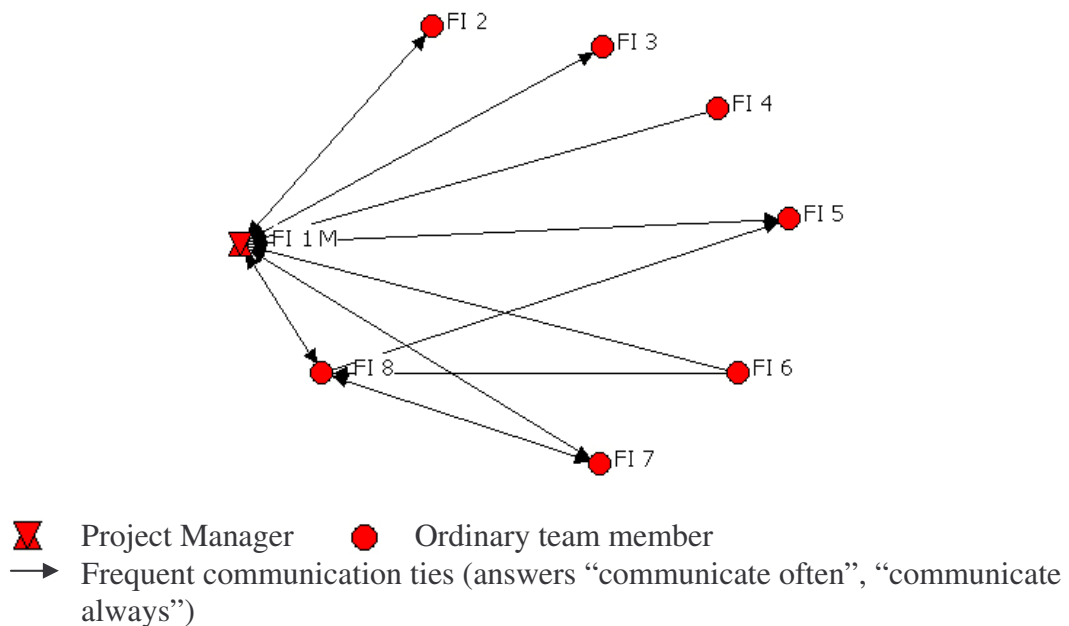 FI 2
FI 3
FI 4
FI 5
FI 1 M
FI 8
FI 6
FI 7
Project Manager Ordinary team member
Frequent communication ties (answers “communicate often”, “communicate
always”)